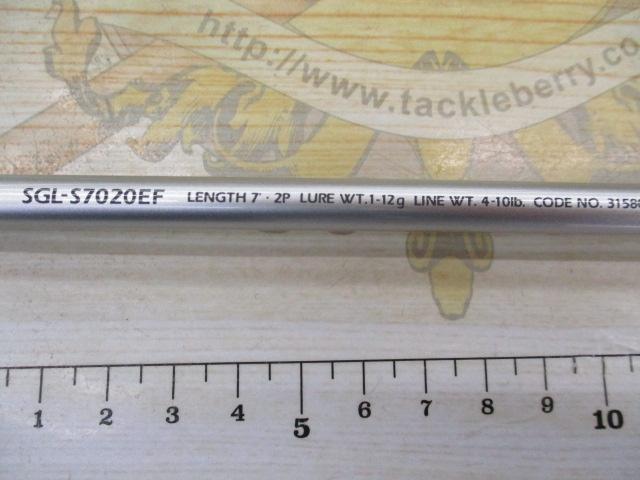 http://www.tackleberry.co
SGL-S7020EF LENGTH 7' · 2P LURE WT.1-12g LINE WT. 4-10lb. CODE NO. 3158
1 2 3 4 5 6 7 8 9 10